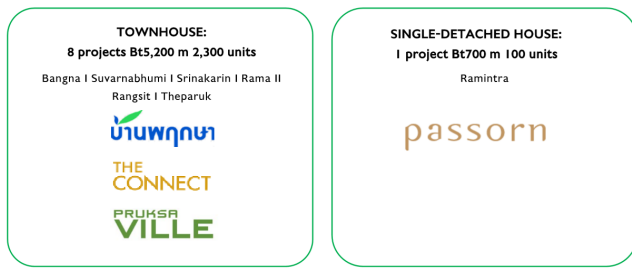 TOWNHOUSE:
8 projects Bt5,200 m 2,300 units
Bangna I Suvarnabhumi I Srinakarin I Rama II
Rangsit I Theparuk
บ้านพฤกษา
THE
CONNECT
PRUKSA
VILLE
SINGLE-DETACHED HOUSE:
1 project Bt700 m 100 units
Ramintra
passorn